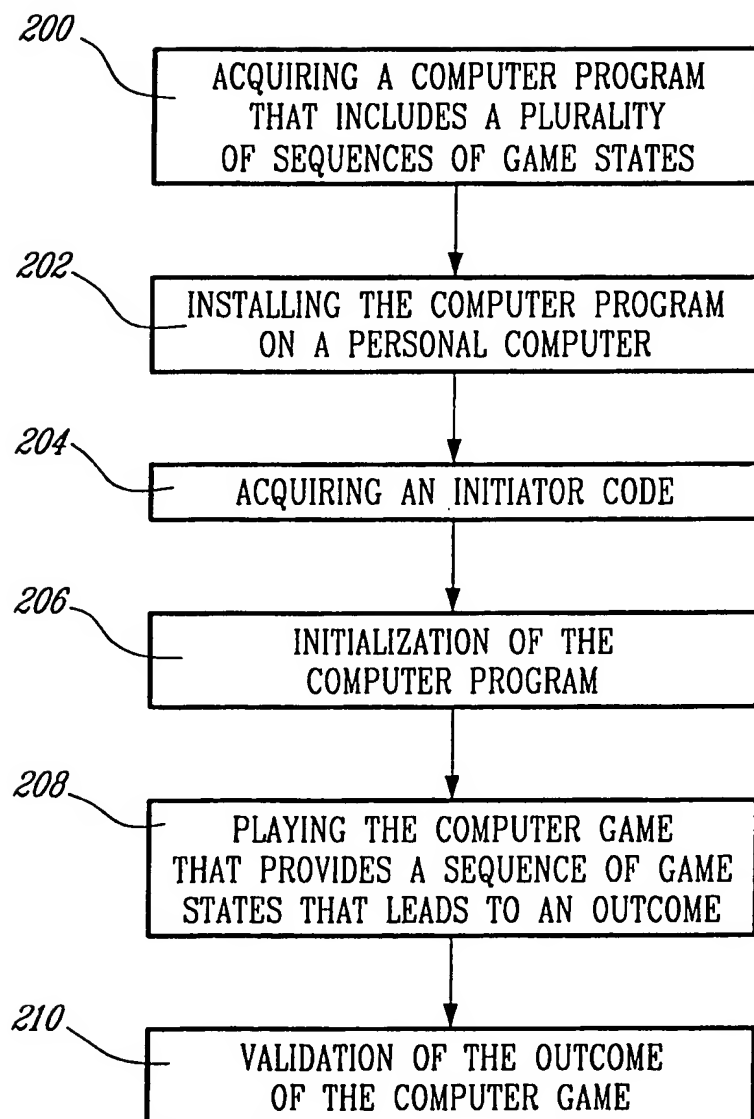 200
ACQUIRING A COMPUTER PROGRAM
THAT INCLUDES A PLURALITY
OF SEQUENCES OF GAME STATES
202
INSTALLING THE COMPUTER PROGRAM
ON A PERSONAL COMPUTER
204
ACQUIRING AN INITIATOR CODE
206
INITIALIZATION OF THE
COMPUTER PROGRAM
208
PLAYING THE COMPUTER GAME
THAT PROVIDES A SEQUENCE OF GAME
STATES THAT LEADS TO AN OUTCOME
210
VALIDATION OF THE OUTCOME
OF THE COMPUTER GAME